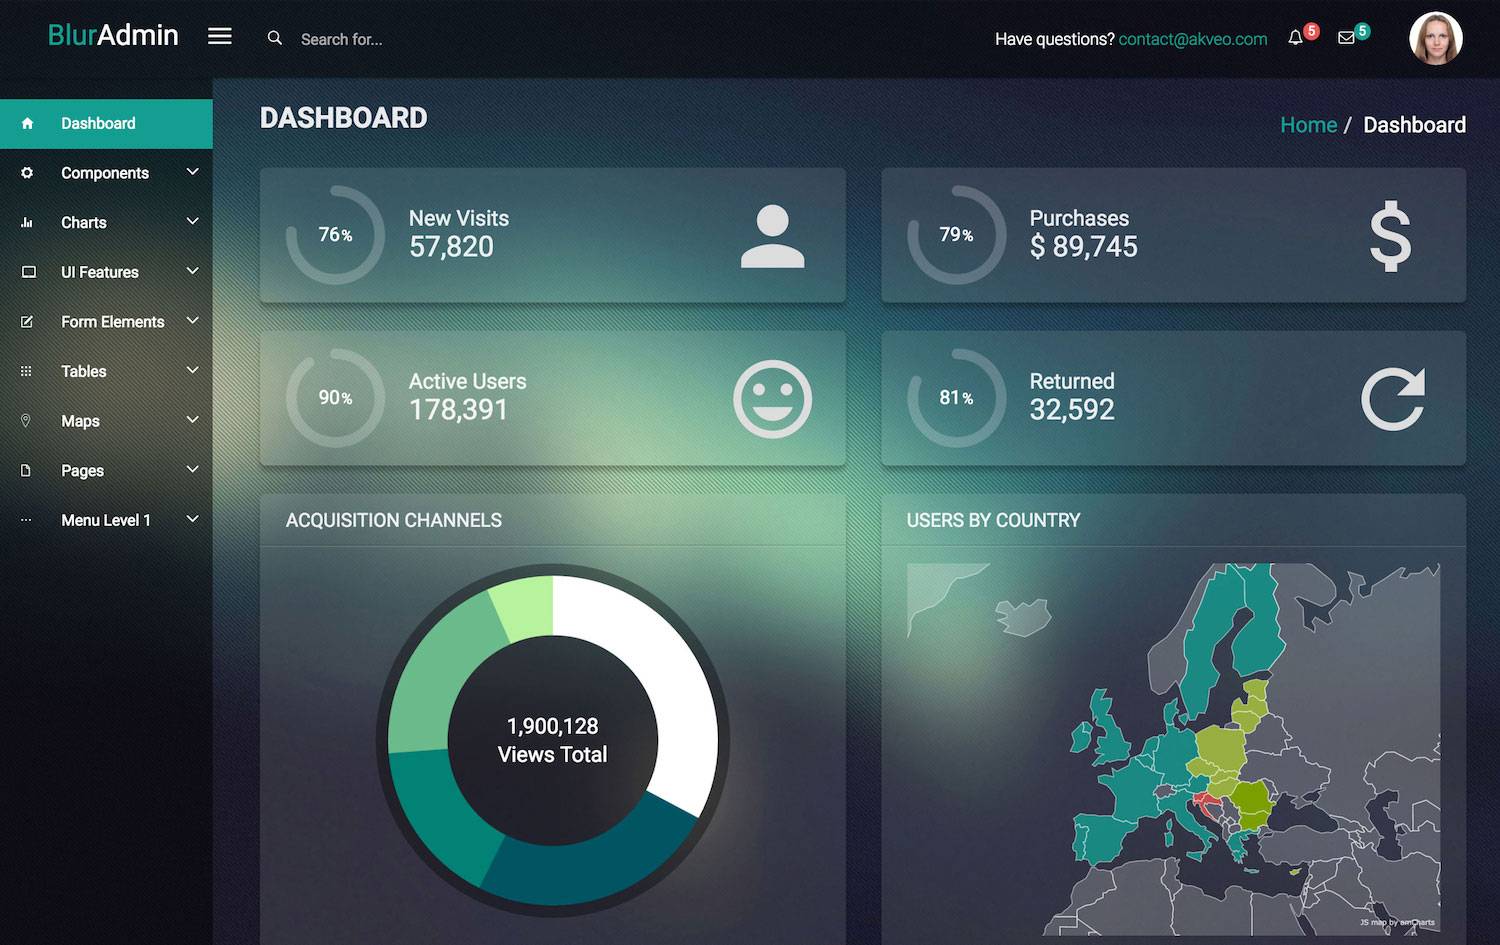 BlurAdmin
Search for...
Have questions? contact@akveo.com
5
5
Dashboard
Components
Charts
UI Features
Form Elements
Tables
Maps
Pages
Menu Level 1
DASHBOARD
Home / Dashboard
76%
New Visits
57,820
79%
Purchases
$ 89,745
90%
Active Users
178,391
81%
Returned
32,592
ACQUISITION CHANNELS
1,900,128
Views Total
USERS BY COUNTRY
JS map by amCharts